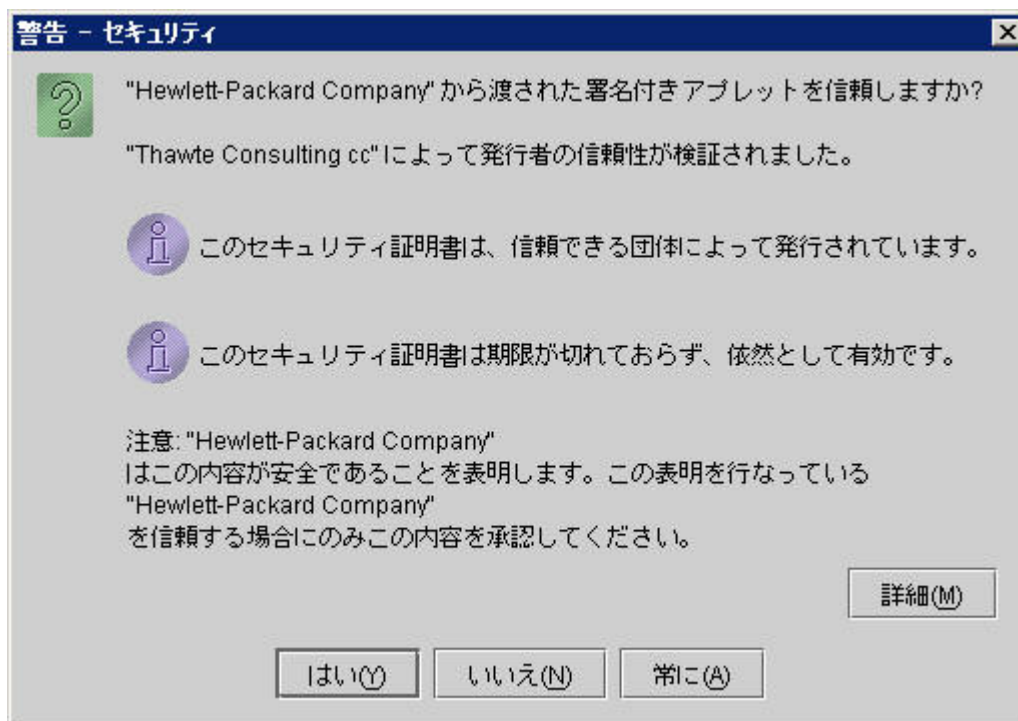 警告 - セキュリティ
"Hewlett-Packard Company" から渡された署名付きアプレットを信頼しますか?
"Thawte Consulting cc" によって発行者の信頼性が検証されました。
このセキュリティ証明書は、信頼できる団体によって発行されています。
このセキュリティ証明書は期限が切れておらず、依然として有効です。
注意: "Hewlett-Packard Company"
はこの内容が安全であることを表明します。この表明を行なっている
"Hewlett-Packard Company"
を信頼する場合にのみこの内容を承認してください。
詳細(M)
はい(Y) いいえ(N) 常に(A)